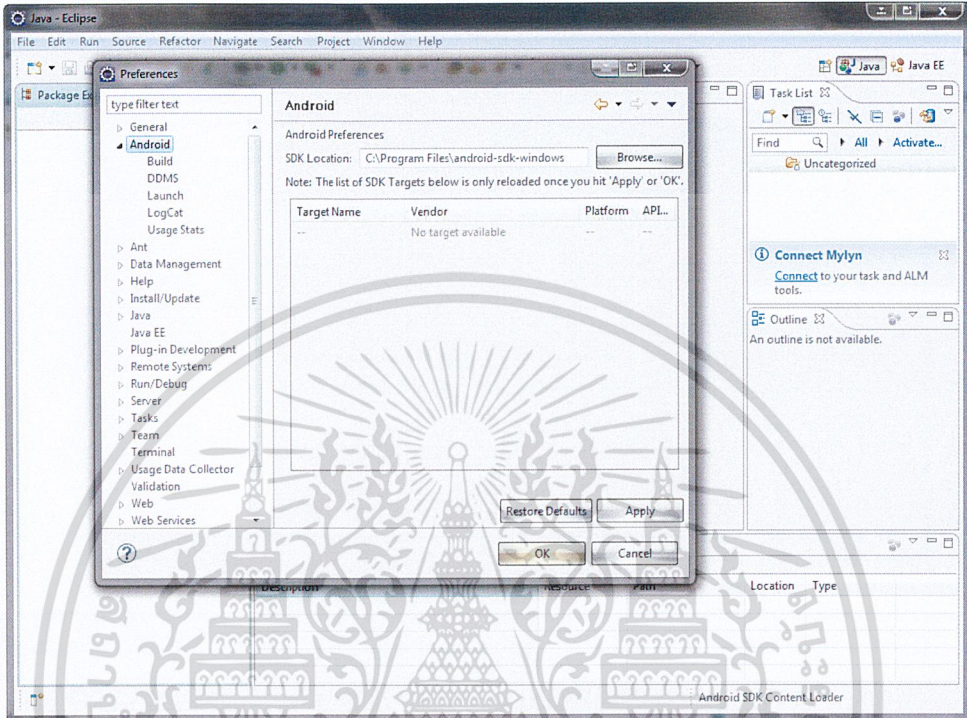 Java - Eclipse
File Edit Run Source Refactor Navigate Search Project Window Help
Java Java EE
Preferences
type filter text
General
Android
Build
DDMS
Launch
LogCat
Usage Stats
Ant
Data Management
Help
Install/Update
Java
Java EE
Plug-in Development
Remote Systems
Run/Debug
Server
Tasks
Team
Terminal
Usage Data Collector
Validation
Web
Web Services
Android
Android Preferences
SDK Location: C:\Program Files\android-sdk-windows Browse...
Note: The list of SDK Targets below is only reloaded once you hit 'Apply' or 'OK'.
Target Name Vendor Platform API...
-- No target available -- --
Restore Defaults Apply
OK Cancel
Package Ex
Task List
Find All Activate...
Uncategorized
Connect Mylyn
Connect to your task and ALM
tools.
Outline
An outline is not available.
Description Resource Path Location Type
Android SDK Content Loader